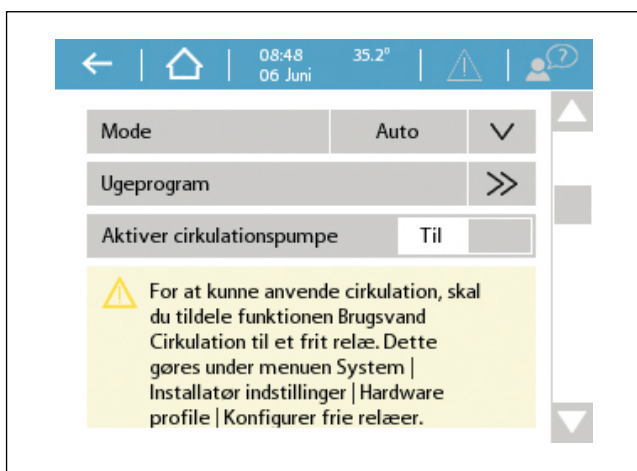 08:48 35.2°
06 Juni
?
Mode Auto
Ugeprogram
Aktiver cirkulationspumpe Til
For at kunne anvende cirkulation, skal
du tildele funktionen Brugsvand
Cirkulation til et frit relæ. Dette
gøres under menuen System |
Installatør indstillinger | Hardware
profile | Konfigurer frie relæer.